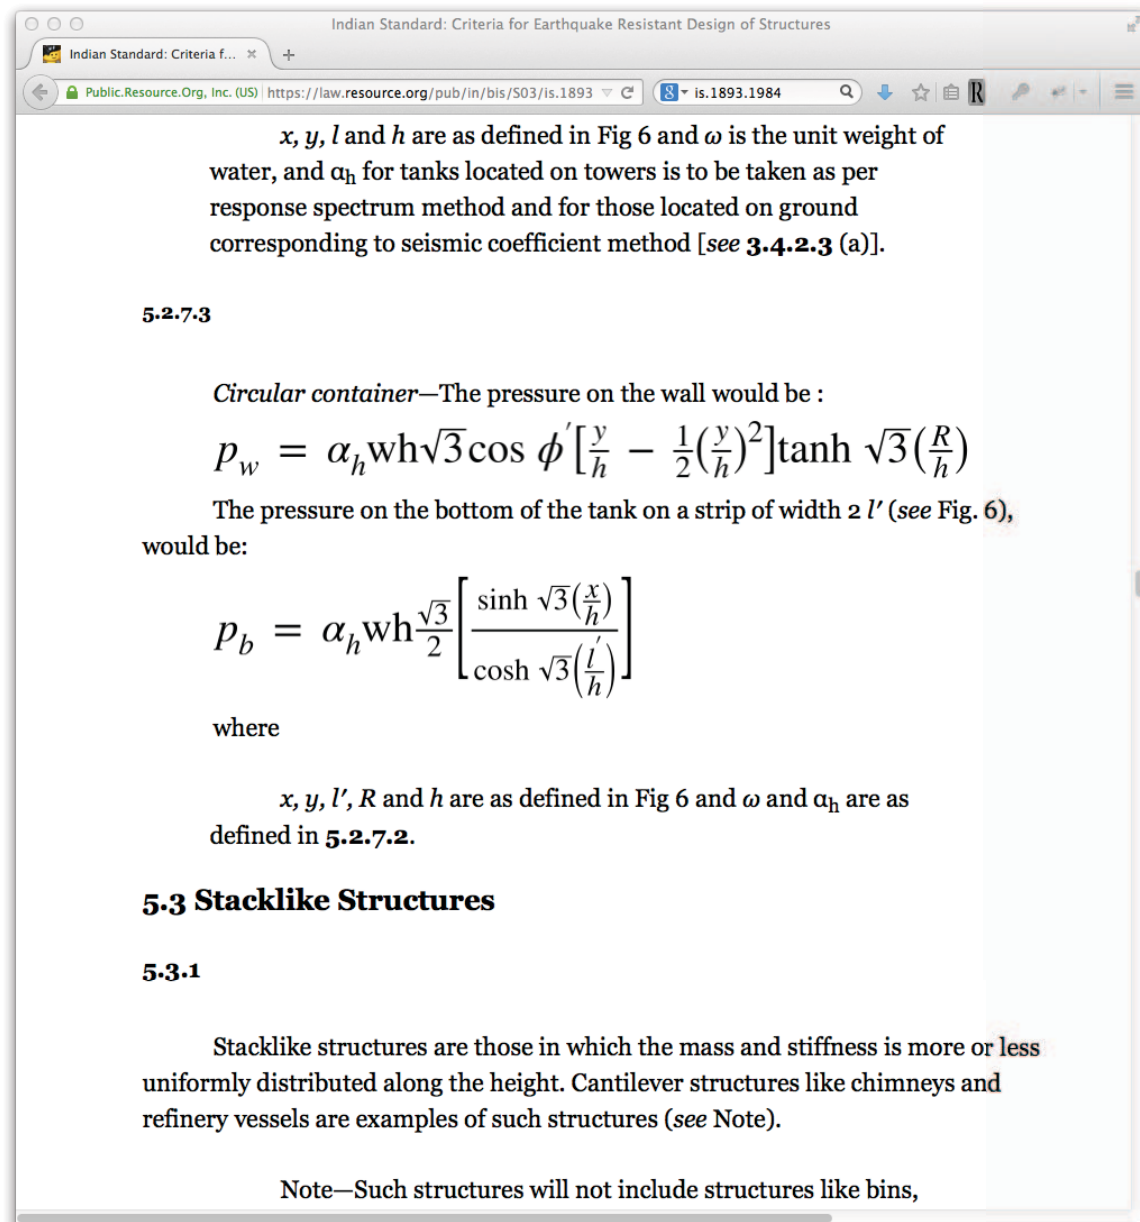 Indian Standard: Criteria for Earthquake Resistant Design of Structures
Indian Standard: Criteria f... × +
Public.Resource.Org, Inc. (US) https://law.resource.org/pub/in/bis/S03/is.1893 is.1893.1984
x, y, l and h are as defined in Fig 6 and ω is the unit weight of
water, and αh for tanks located on towers is to be taken as per
response spectrum method and for those located on ground
corresponding to seismic coefficient method [see 3.4.2.3 (a)].
5.2.7.3
Circular container—The pressure on the wall would be :
p_w = α_h wh√3 cos ϕ′[y/h − 1/2(y/h)^2]tanh √3(R/h)
The pressure on the bottom of the tank on a strip of width 2 l′ (see Fig. 6),
would be:
p_b = α_h wh √3/2 [sinh √3(x/h) / cosh √3(l′/h)]
where
x, y, l′, R and h are as defined in Fig 6 and ω and αh are as
defined in 5.2.7.2.
5.3 Stacklike Structures
5.3.1
Stacklike structures are those in which the mass and stiffness is more or less
uniformly distributed along the height. Cantilever structures like chimneys and
refinery vessels are examples of such structures (see Note).
Note—Such structures will not include structures like bins,